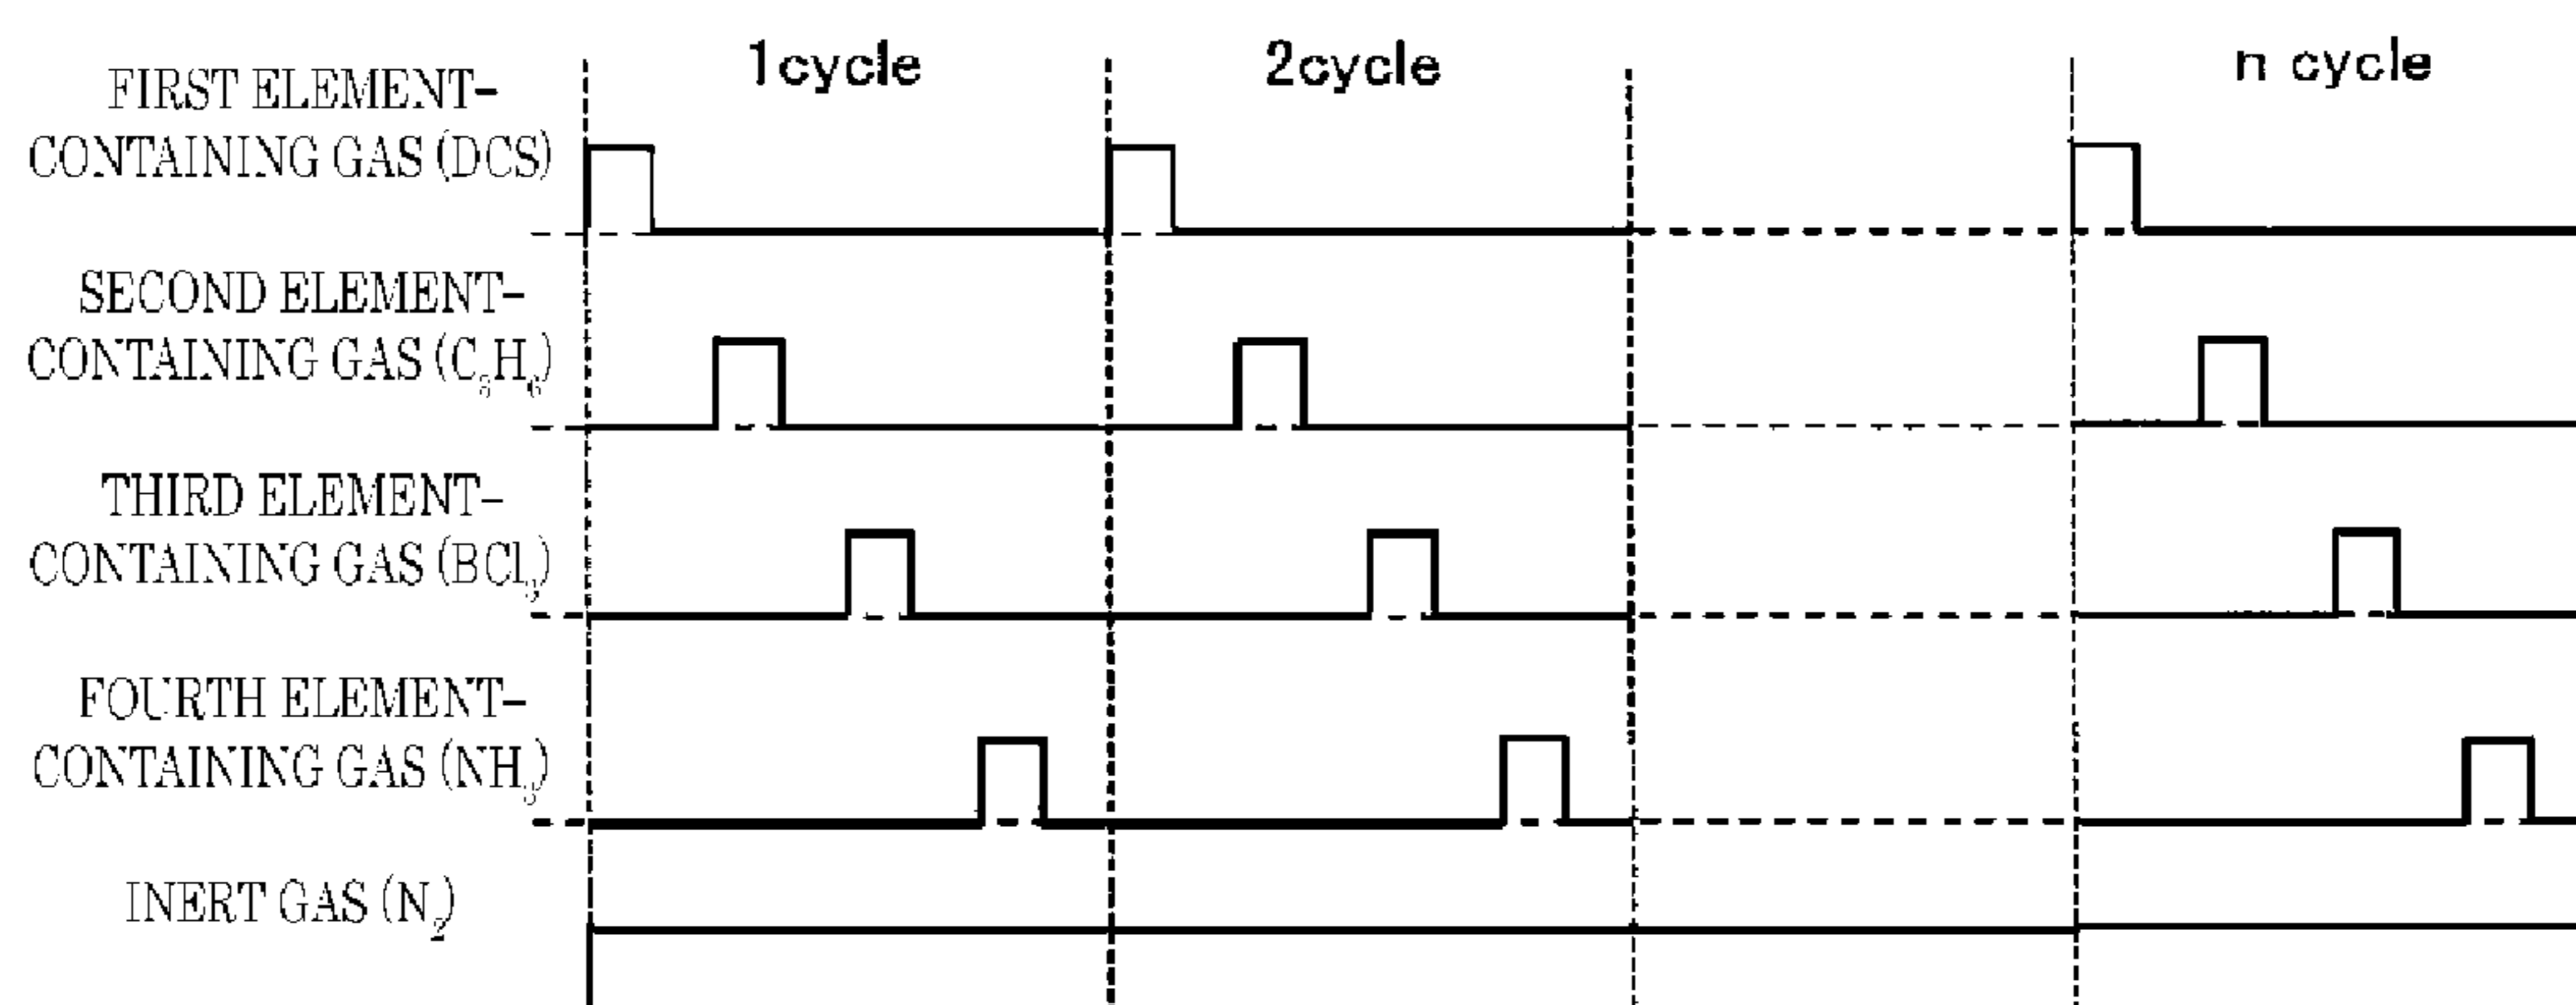 1cycle 2cycle n cycle
FIRST ELEMENT-
CONTAINING GAS (DCS)
SECOND ELEMENT-
CONTAINING GAS (C₃H₆)
THIRD ELEMENT-
CONTAINING GAS (BCl₃)
FOURTH ELEMENT-
CONTAINING GAS (NH₃)
INERT GAS (N₂)